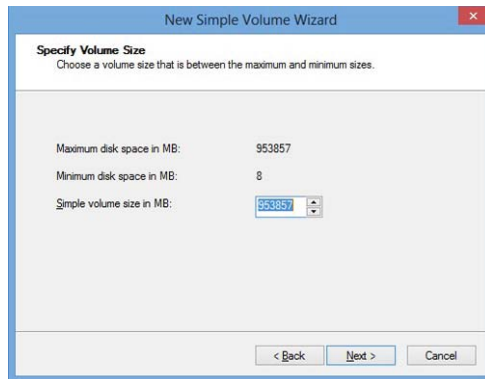 New Simple Volume Wizard
Specify Volume Size
Choose a volume size that is between the maximum and minimum sizes.
Maximum disk space in MB: 953857
Minimum disk space in MB: 8
Simple volume size in MB: 953857
< Back Next > Cancel